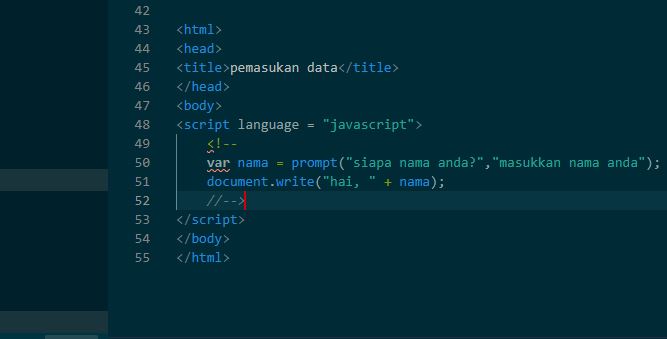 42
43 <html>
44 <head>
45 <title>pemasukan data</title>
46 </head>
47 <body>
48 <script language = "javascript">
49     <!--
50     var nama = prompt("siapa nama anda?","masukkan nama anda");
51     document.write("hai, " + nama);
52     //-->
53 </script>
54 </body>
55 </html>